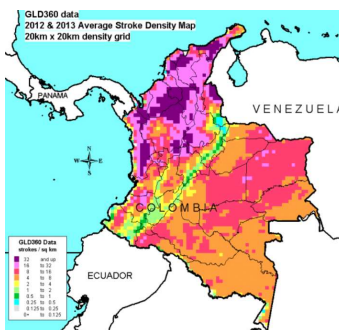 GLD360 data
2012 & 2013 Average Stroke Density Map
20km x 20km density grid
PANAMA
VENEZUELA
N
W E
S
COLOMBIA
ECUADOR
GLD360 Data
strokes / sq km
32 and up
16 to 32
8 to 16
4 to 8
2 to 4
1 to 2
0.5 to 1
0.25 to 0.5
0.125 to 0.25
0+ to 0.125